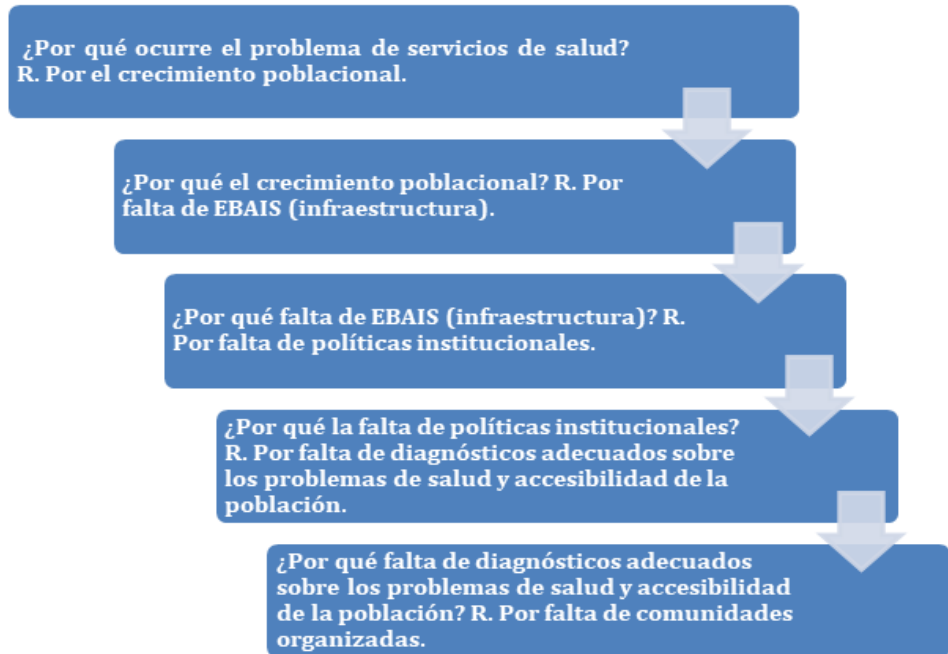 ¿Por qué ocurre el problema de servicios de salud?
R. Por el crecimiento poblacional.
¿Por qué el crecimiento poblacional? R. Por
falta de EBAIS (infraestructura).
¿Por qué falta de EBAIS (infraestructura)? R.
Por falta de políticas institucionales.
¿Por qué la falta de políticas institucionales?
R. Por falta de diagnósticos adecuados sobre
los problemas de salud y accesibilidad de la
población.
¿Por qué falta de diagnósticos adecuados
sobre los problemas de salud y accesibilidad
de la población? R. Por falta de comunidades
organizadas.